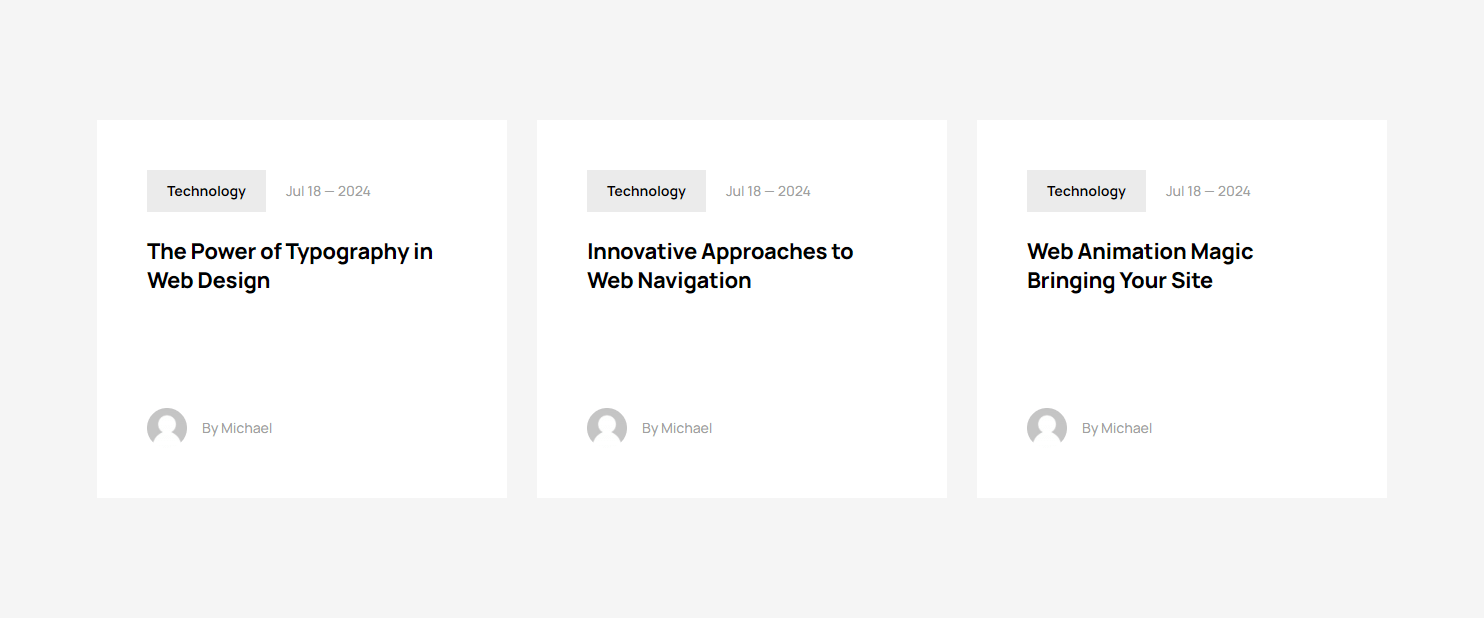 Technology
Jul 18 — 2024
The Power of Typography in
Web Design
By Michael
Technology
Jul 18 — 2024
Innovative Approaches to
Web Navigation
By Michael
Technology
Jul 18 — 2024
Web Animation Magic
Bringing Your Site
By Michael